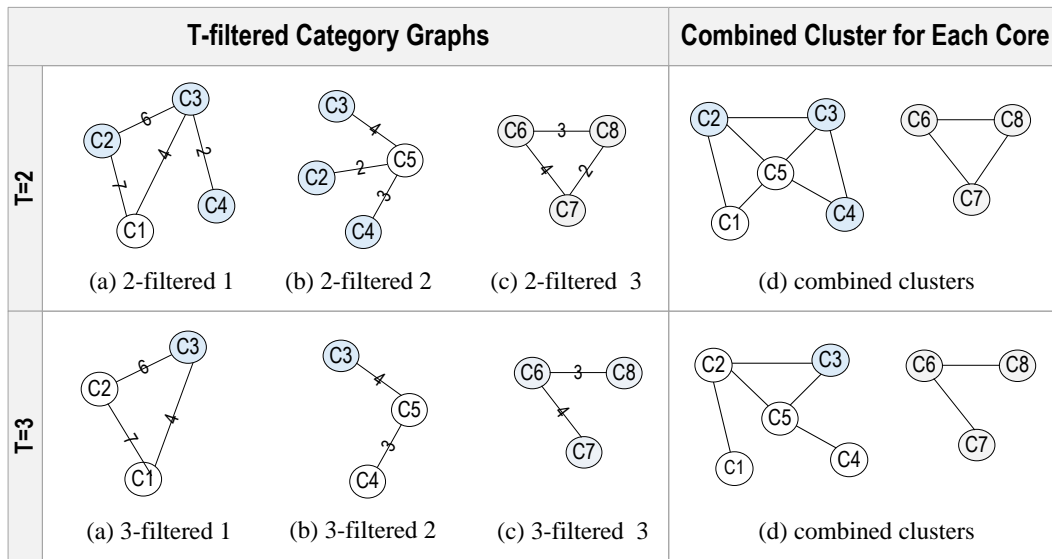 T-filtered Category Graphs
Combined Cluster for Each Core
T=2
C3
C2
C4
C1
6
4
2
7
(a) 2-filtered 1
C3
C5
C2
C4
4
2
3
(b) 2-filtered 2
C6
C8
C7
3
4
2
(c) 2-filtered 3
C2
C3
C5
C1
C4
C6
C8
C7
(d) combined clusters
T=3
C3
C2
C1
6
4
7
(a) 3-filtered 1
C3
C5
C4
4
3
(b) 3-filtered 2
C6
C8
C7
3
4
(c) 3-filtered 3
C2
C3
C5
C1
C4
C6
C8
C7
(d) combined clusters